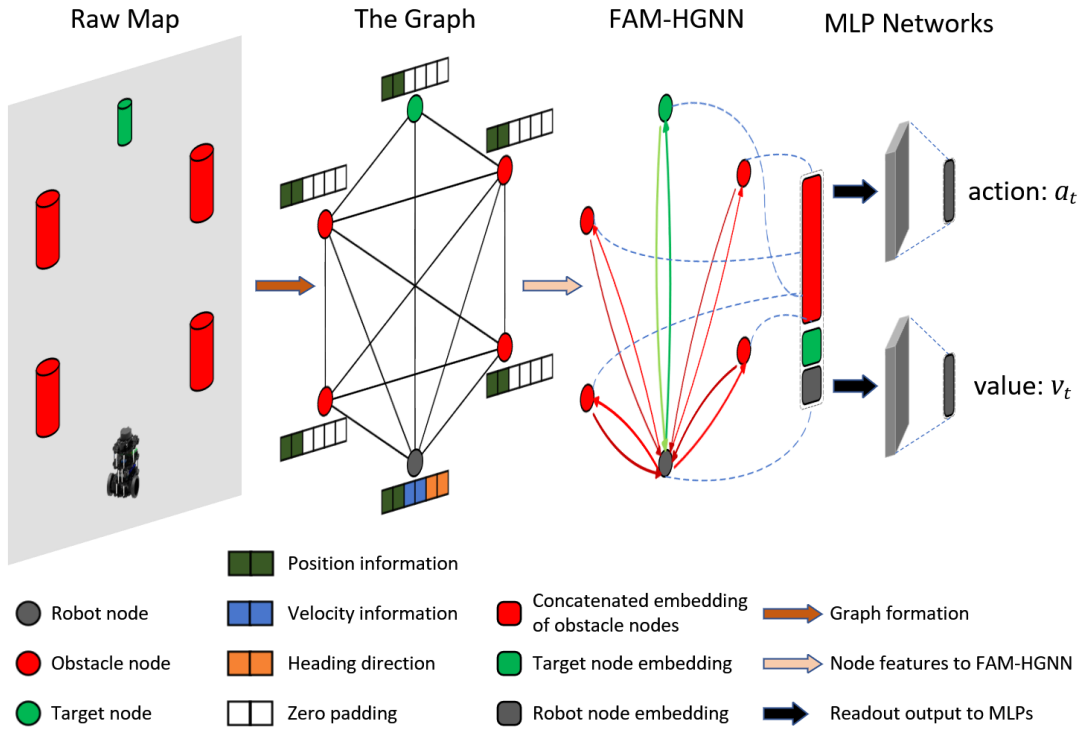 Raw Map
The Graph
FAM-HGNN
MLP Networks
action: aₜ
value: vₜ
Position information
Robot node
Velocity information
Concatenated embedding
of obstacle nodes
Graph formation
Obstacle node
Heading direction
Target node embedding
Node features to FAM-HGNN
Target node
Zero padding
Robot node embedding
Readout output to MLPs